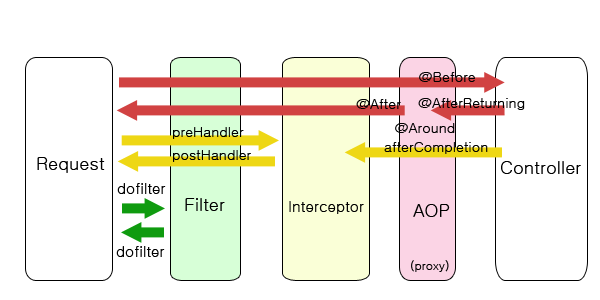 @Before
@After
@AfterReturning
preHandler
@Around
postHandler
afterCompletion
Request
Controller
dofilter
Filter
Interceptor
AOP
dofilter
(proxy)